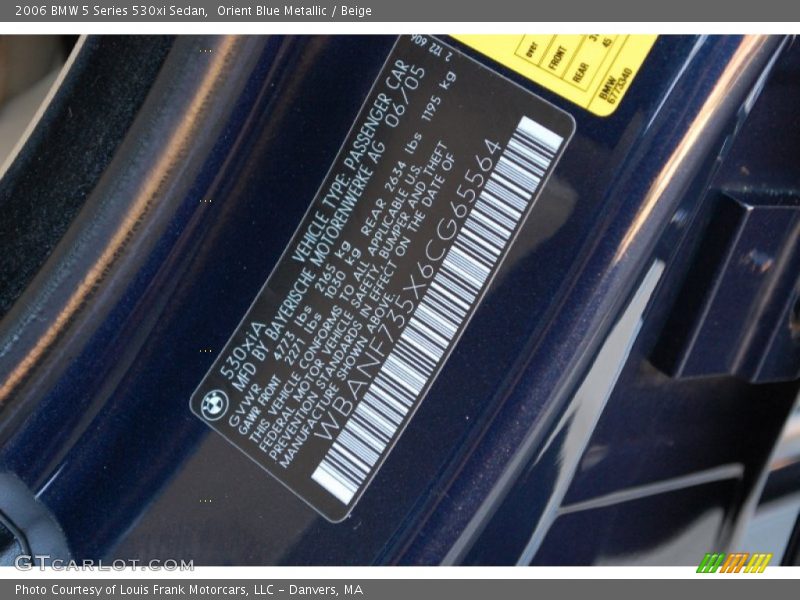 2006 BMW 5 Series 530xi Sedan, Orient Blue Metallic / Beige
530xiA
VEHICLE TYPE PASSENGER CAR
MFD BY BAYERISCHE MOTORENWERKE AG 06/05
GVWR 4773 lbs 2165 kg
GAWR FRONT 2271 lbs 1030 kg REAR 2634 lbs 1195 kg
THIS VEHICLE CONFORMS TO ALL APPLICABLE U.S.
FEDERAL MOTOR VEHICLE SAFETY, BUMPER AND THEFT
PREVENTION STANDARDS IN EFFECT ON THE DATE OF
MANUFACTURE SHOWN ABOVE.
WBANF735X6CG65564
over
FRONT
REAR
BMW
6773340
GTCARLOT.COM
Photo Courtesy of Louis Frank Motorcars, LLC – Danvers, MA